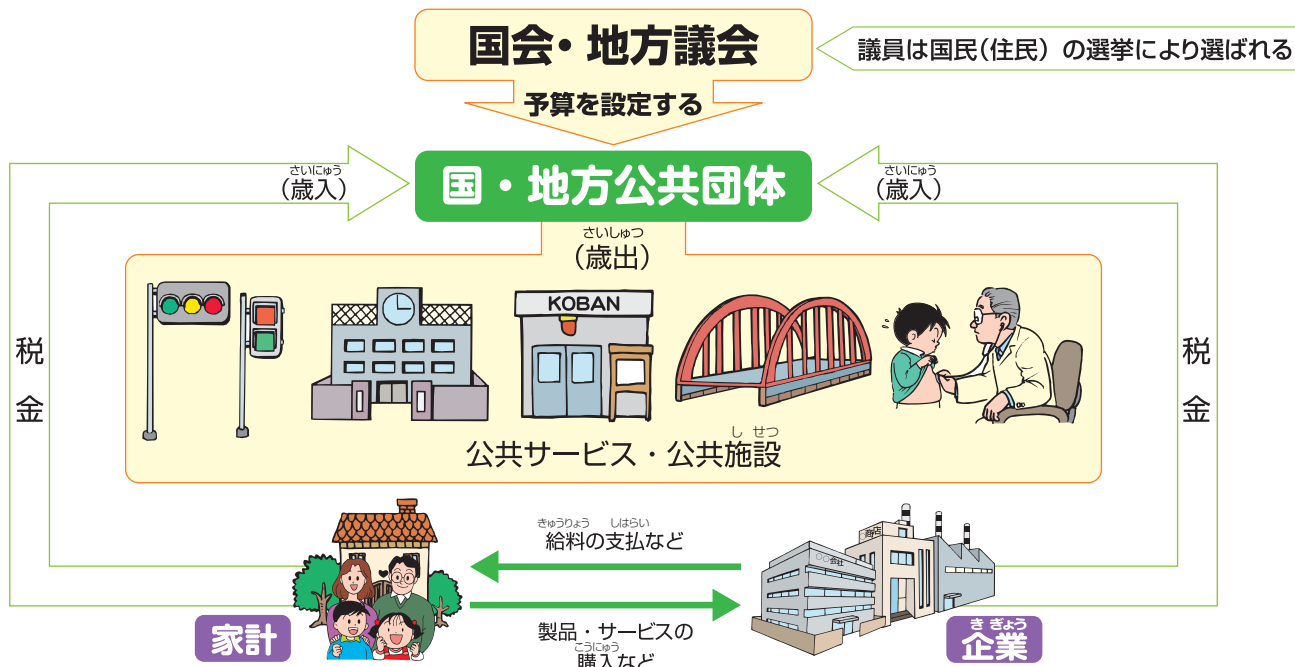 国会・地方議会
議員は国民(住民)の選挙により選ばれる
予算を設定する
さいにゅう
(歳入)
国・地方公共団体
さいにゅう
(歳入)
さいしゅつ
(歳出)
KOBAN
税金
税金
しせつ
公共サービス・公共施設
きゅうりょう しはらい
給料の支払など
商店
○○会社
家計
製品・サービスの
こうにゅう
購入など
きぎょう
企業